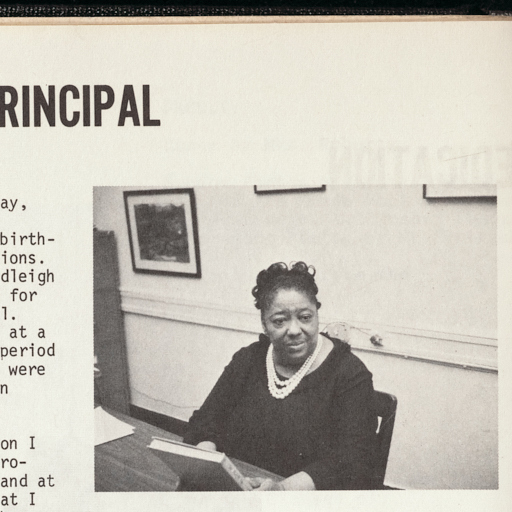 RINCIPAL
ay,
birth-
ions.
dleigh
for
l.
at a
period
were
n
on I
ro-
and at
at I